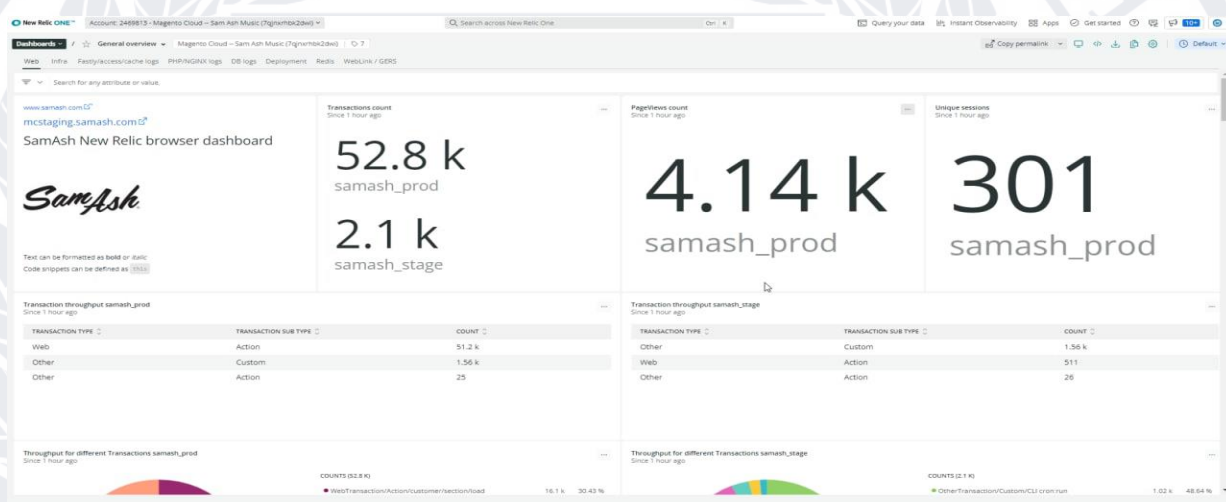 New Relic ONE™
Account: 2469613 - Magento Cloud – Sam Ash Music (7qjnxrhbk2dwi)
Search across New Relic One
Ctrl K
Query your data
Instant Observability
Apps
Get started
10+
Dashboards / General overview
Magento Cloud – Sam Ash Music (7qjnxrhbk2dwi)
7
Copy permalink
Default
Web Infra Fastly/access/cache logs PHP/NGINX logs DB logs Deployment Redis WebLink / GERS
Search for any attribute or value.
www.samash.com
mcstaging.samash.com
SamAsh New Relic browser dashboard
Sam Ash
Text can be formatted as bold or italic
Code snippets can be defined as this
Transactions count
Since 1 hour ago
52.8 k
samash_prod
2.1 k
samash_stage
PageViews count
Since 1 hour ago
4.14 k
samash_prod
Unique sessions
Since 1 hour ago
301
samash_prod
Transaction throughput samash_prod
Since 1 hour ago
TRANSACTION TYPE TRANSACTION SUB TYPE COUNT
Web Action 51.2 k
Other Custom 1.56 k
Other Action 25
Transaction throughput samash_stage
Since 1 hour ago
TRANSACTION TYPE TRANSACTION SUB TYPE COUNT
Other Custom 1.56 k
Web Action 511
Other Action 26
Throughput for different Transactions samash_prod
Since 1 hour ago
COUNTS (52.8 K)
WebTransaction/Action/customer/section/load 16.1 k 30.43 %
Throughput for different Transactions samash_stage
Since 1 hour ago
COUNTS (2.1 K)
OtherTransaction/Custom/CLI cron:run 1.02 k 48.64 %